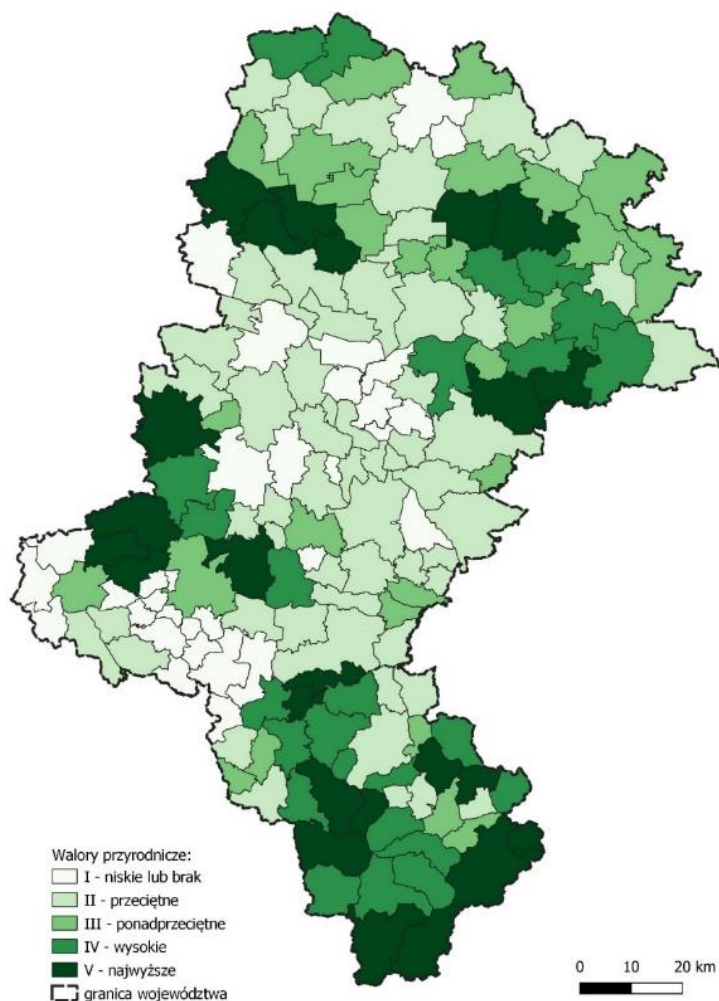 Walory przyrodnicze:
I - niskie lub brak
II - przeciętne
III - ponadprzeciętne
IV - wysokie
V - najwyższe
granica województwa
0 10 20 km